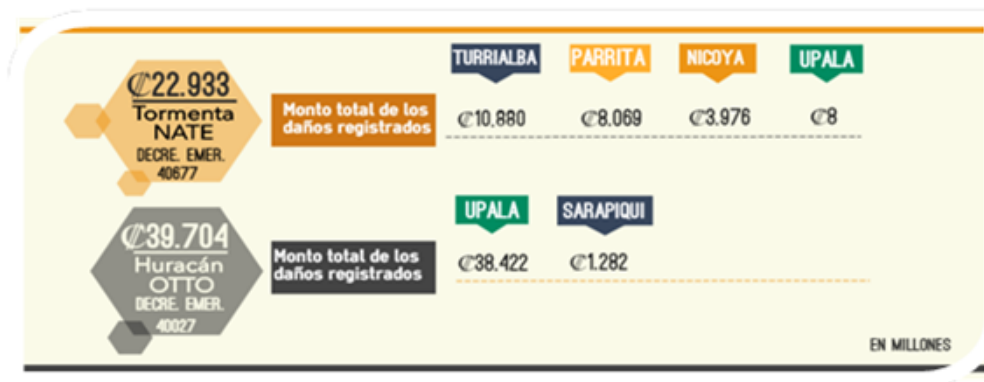 ₡22.933
Tormenta
NATE
DECRE. EMER.
40677
Monto total de los
daños registrados
TURRIALBA PARRITA NICOYA UPALA
₡10,880 ₡8.069 ₡3.976 ₡8
₡39.704
Huracán
OTTO
DECRE. EMER.
40027
Monto total de los
daños registrados
UPALA SARAPIQUI
₡38.422 ₡1.282
EN MILLONES